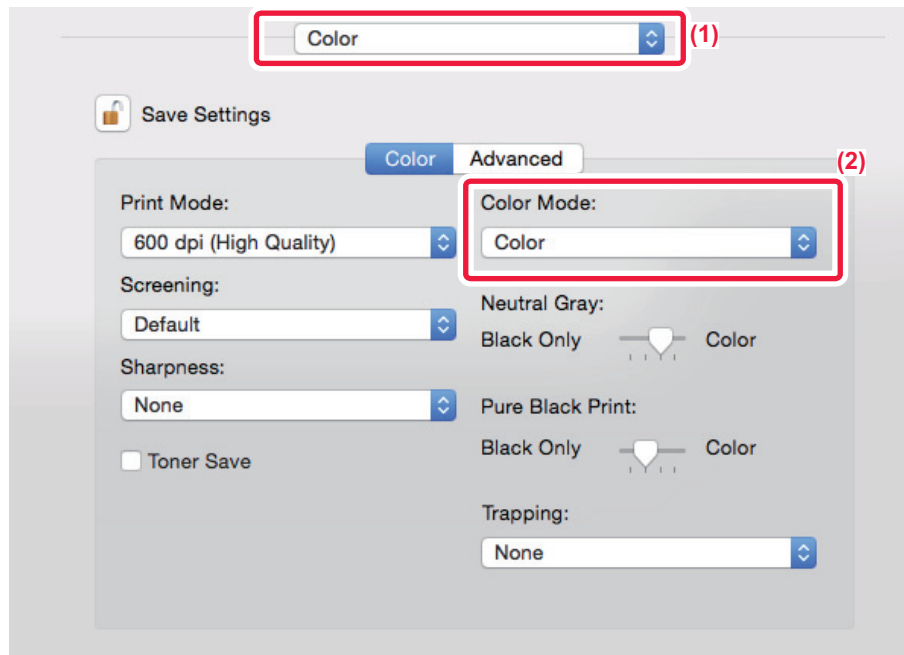 Color
(1)
Save Settings
Color Advanced
(2)
Print Mode:
600 dpi (High Quality)
Color Mode:
Color
Screening:
Default
Neutral Gray:
Black Only Color
Sharpness:
None
Pure Black Print:
Black Only Color
Toner Save
Trapping:
None